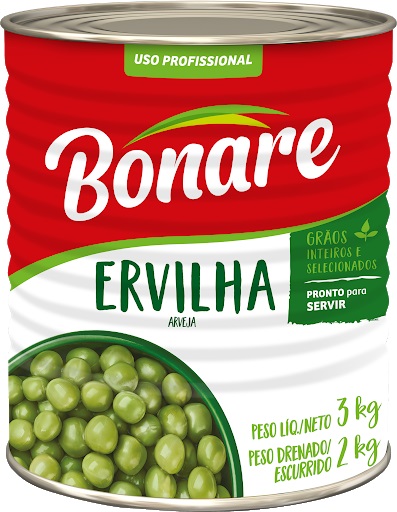 USO PROFISSIONAL
Bonare
ERVILHA
ARVEJA
GRÃOS
INTEIROS E
SELECIONADOS
PRONTO para
SERVIR
PESO LÍQ./NETO 3 kg
PESO DRENADO/
ESCURRIDO 2 kg